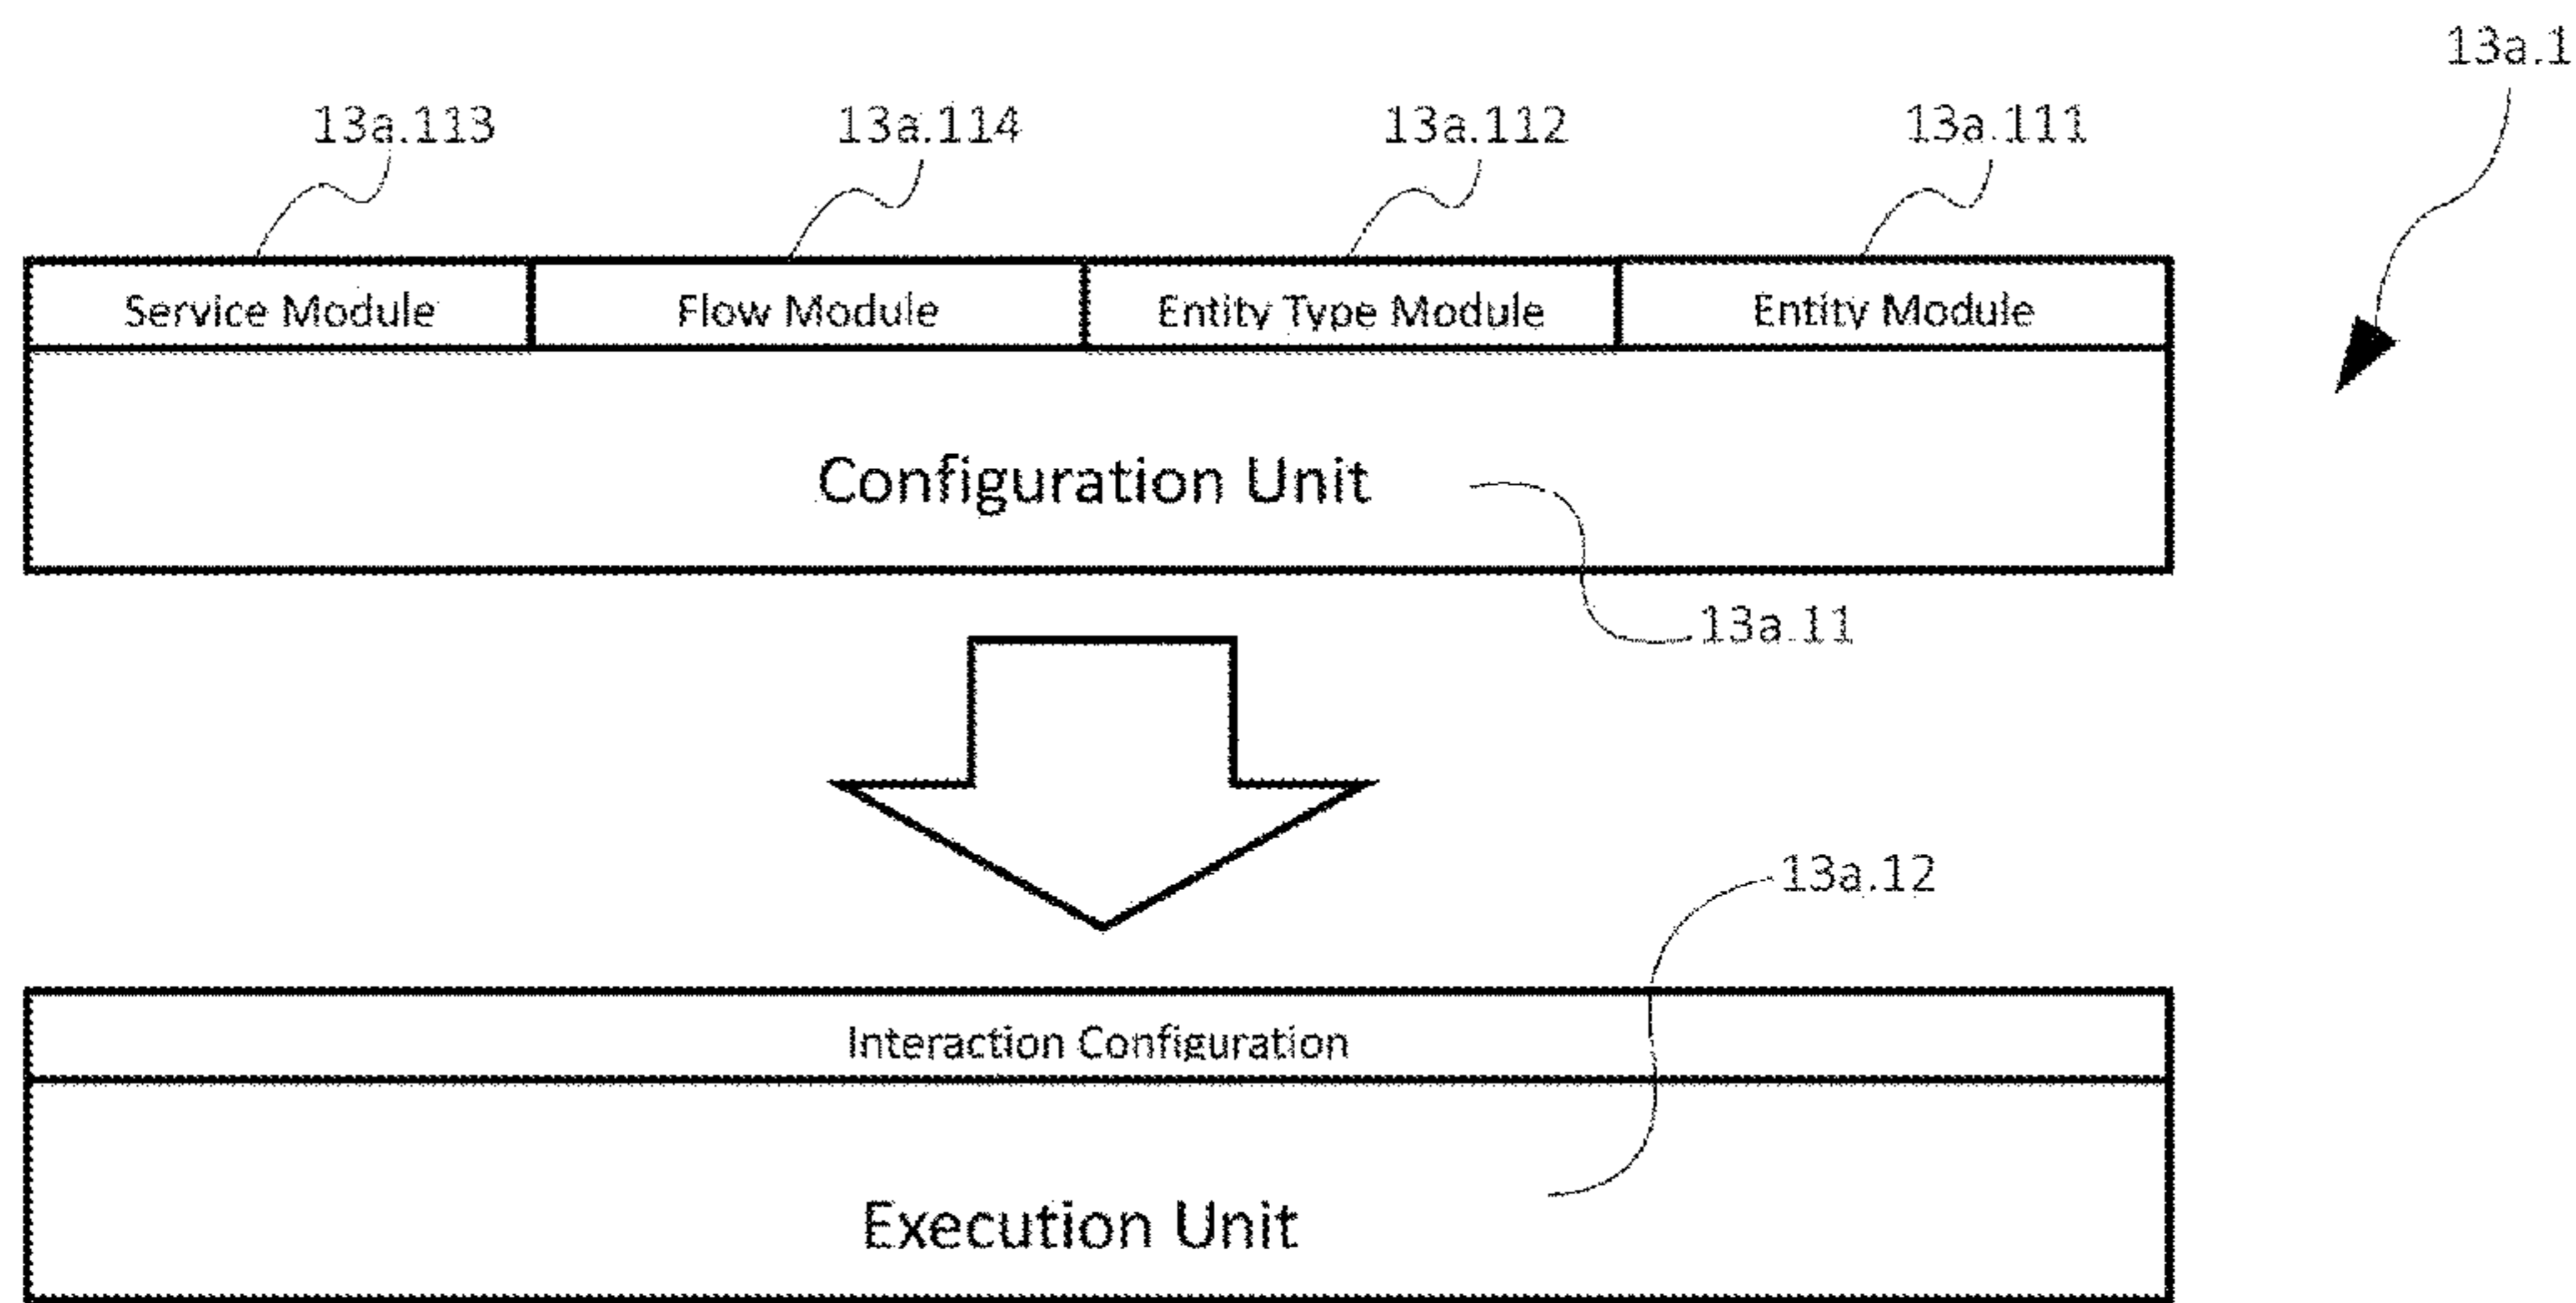 13a.1
13a.113
13a.114
13a.112
13a.111
Service Module
Flow Module
Entity Type Module
Entity Module
Configuration Unit
13a.11
13a.12
Interaction Configuration
Execution Unit